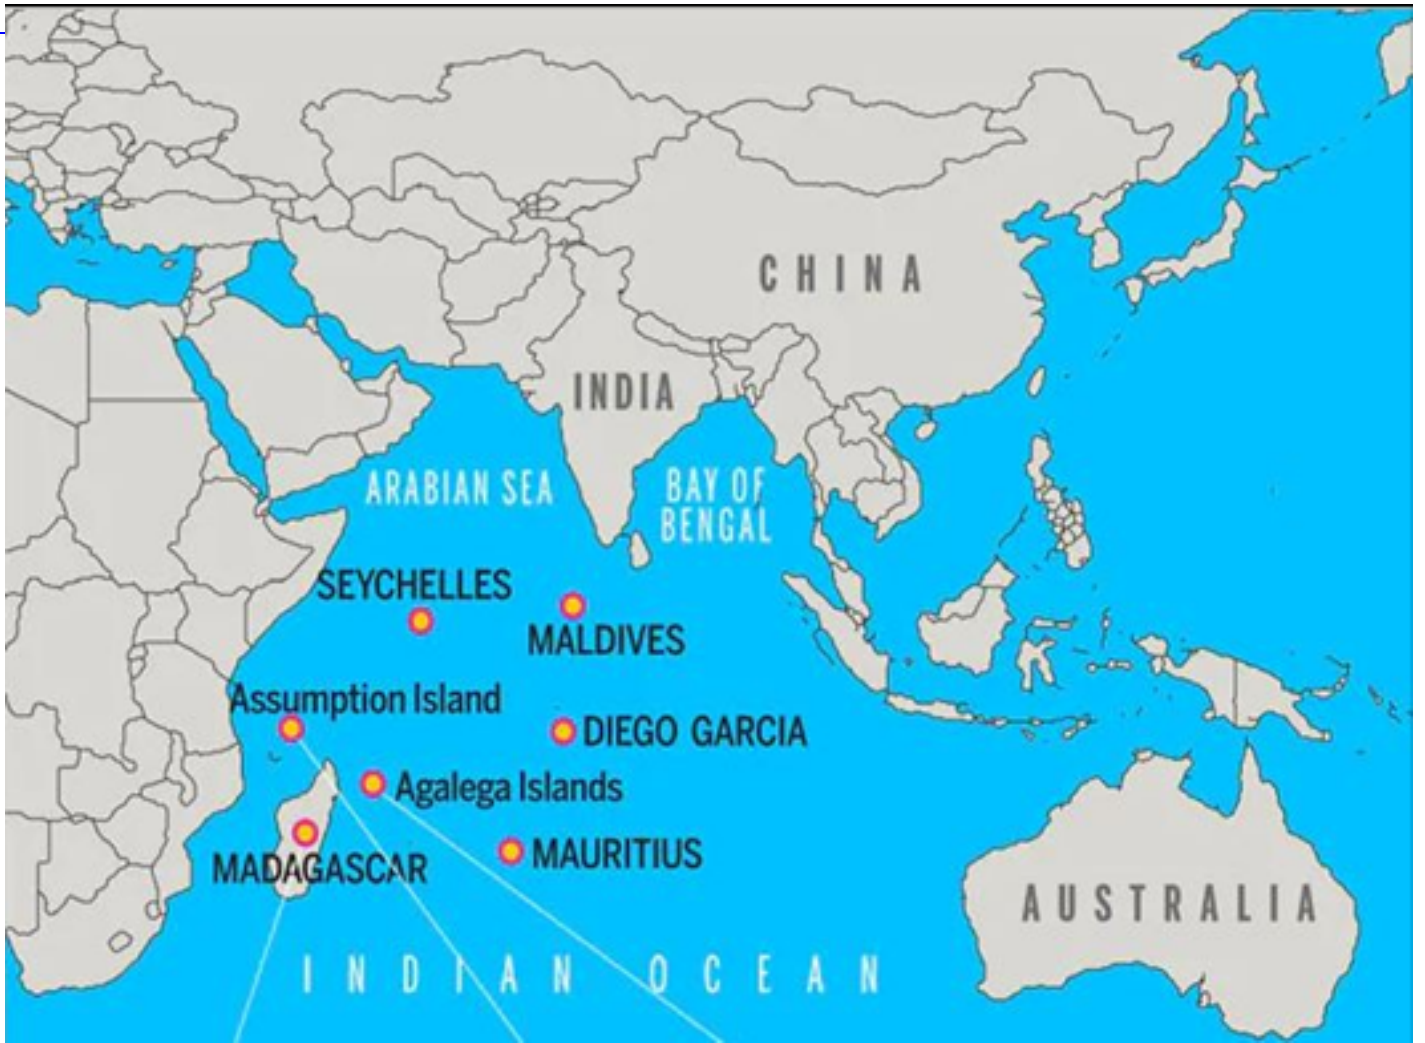 CHINA
INDIA
ARABIAN SEA
BAY OF
BENGAL
SEYCHELLES
MALDIVES
Assumption Island
DIEGO GARCIA
Agalega Islands
MADAGASCAR
MAURITIUS
AUSTRALIA
INDIAN OCEAN